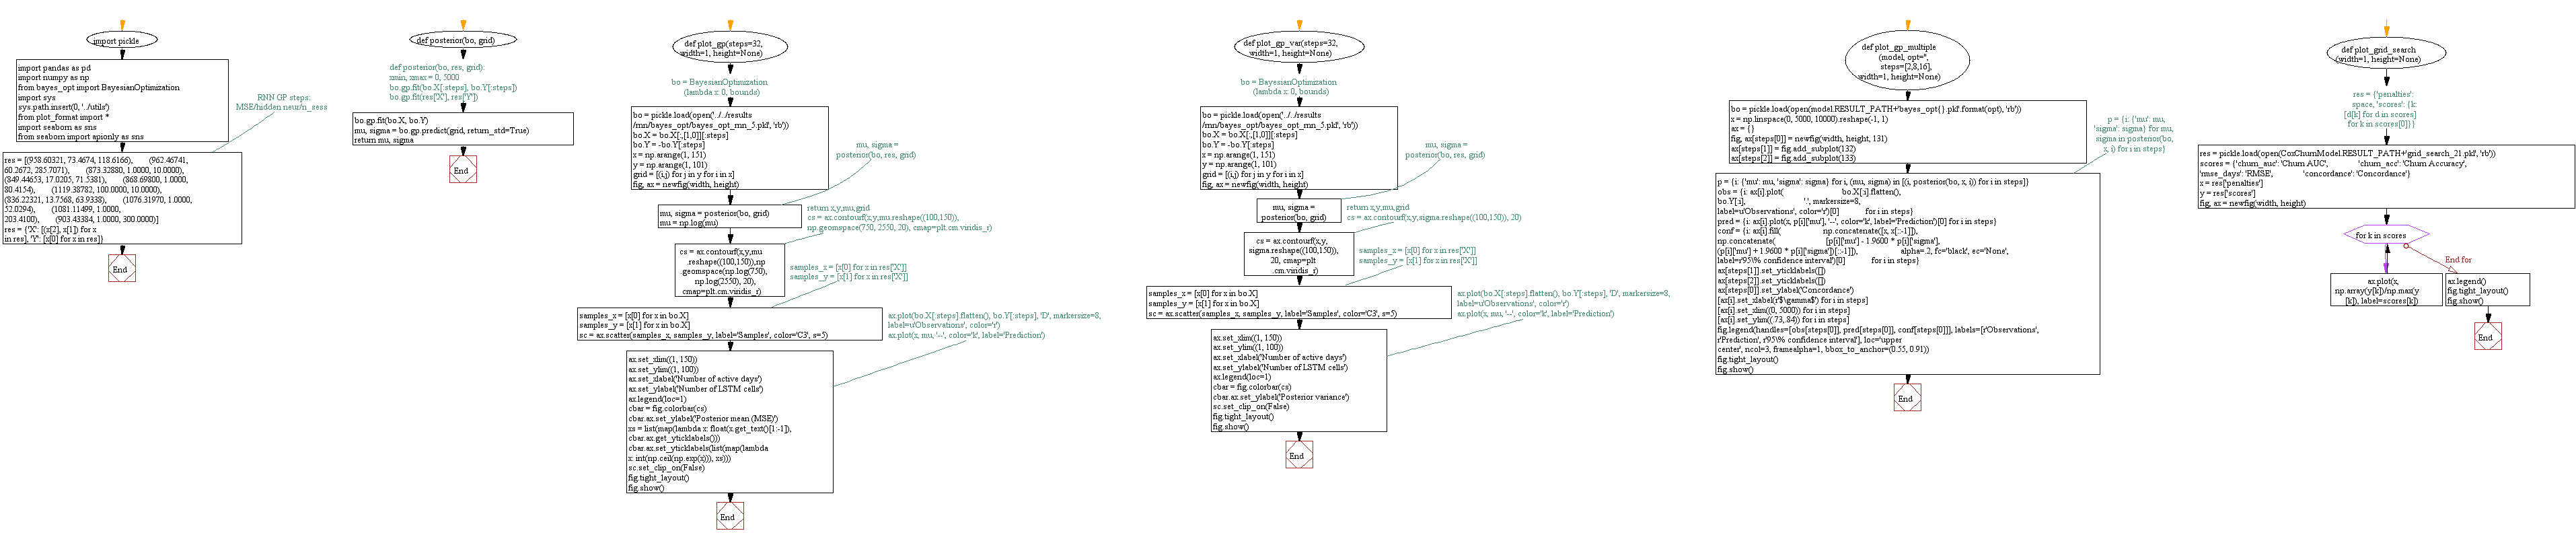 import pickle
import pandas as pd
import numpy as np
from bayes_opt import BayesianOptimization
import sys
sys.path.insert(0, '../utils')
from plot_format import *
import seaborn as sns
from seaborn import apionly as sns
RNN GP steps:
MSE/hidden neur/n_sess
res = [(958.60321, 73.4674, 118.6166), (962.46741,
60.2672, 285.7071), (873.32880, 1.0000, 10.0000),
(849.44653, 17.0205, 71.5381), (868.69800, 1.0000,
80.4154), (1119.38782, 100.0000, 10.0000),
(836.22321, 13.7568, 63.9338), (1076.31970, 1.0000,
52.0294), (1081.11499, 1.0000,
203.4100), (903.43384, 1.0000, 300.0000)]
res = {'X': [(x[2], x[1]) for x
in res], 'Y': [x[0] for x in res]}
End
def posterior(bo, grid)
def posterior(bo, res, grid):
xmin, xmax = 0, 5000
bo.gp.fit(bo.X[:steps], bo.Y[:steps])
bo.gp.fit(res['X'], res['Y'])
bo.gp.fit(bo.X, bo.Y)
mu, sigma = bo.gp.predict(grid, return_std=True)
return mu, sigma
End
def plot_gp(steps=32,
width=1, height=None)
bo = BayesianOptimization
(lambda x: 0, bounds)
bo = pickle.load(open('../../results
/rnn/bayes_opt/bayes_opt_rnn_5.pkl', 'rb'))
bo.X = bo.X[:,[1,0]][:steps]
bo.Y = -bo.Y[:steps]
x = np.arange(1, 151)
y = np.arange(1, 101)
grid = [(i,j) for j in y for i in x]
fig, ax = newfig(width, height)
mu, sigma =
posterior(bo, res, grid)
mu, sigma = posterior(bo, grid)
mu = np.log(mu)
return x,y,mu,grid
cs = ax.contourf(x,y,mu.reshape((100,150)),
np.geomspace(750, 2550, 20), cmap=plt.cm.viridis_r)
cs = ax.contourf(x,y,mu
.reshape((100,150)),np
.geomspace(np.log(750),
np.log(2550), 20),
cmap=plt.cm.viridis_r)
samples_x = [x[0] for x in res['X']]
samples_y = [x[1] for x in res['X']]
samples_x = [x[0] for x in bo.X]
samples_y = [x[1] for x in bo.X]
sc = ax.scatter(samples_x, samples_y, label='Samples', color='C3', s=5)
ax.plot(bo.X[:steps].flatten(), bo.Y[:steps], 'D', markersize=8,
label=u'Observations', color='r')
ax.plot(x, mu, '--', color='k', label='Prediction')
ax.set_xlim((1, 150))
ax.set_ylim((1, 100))
ax.set_xlabel('Number of active days')
ax.set_ylabel('Number of LSTM cells')
ax.legend(loc=1)
cbar = fig.colorbar(cs)
cbar.ax.set_ylabel('Posterior mean (MSE)')
xs = list(map(lambda x: float(x.get_text()[1:-1]),
cbar.ax.get_yticklabels()))
cbar.ax.set_yticklabels(list(map(lambda
x: int(np.ceil(np.exp(x))), xs)))
sc.set_clip_on(False)
fig.tight_layout()
fig.show()
End
def plot_gp_var(steps=32,
width=1, height=None)
bo = BayesianOptimization
(lambda x: 0, bounds)
bo = pickle.load(open('../../results
/rnn/bayes_opt/bayes_opt_rnn_5.pkl', 'rb'))
bo.X = bo.X[:,[1,0]][:steps]
bo.Y = -bo.Y[:steps]
x = np.arange(1, 151)
y = np.arange(1, 101)
grid = [(i,j) for j in y for i in x]
fig, ax = newfig(width, height)
mu, sigma =
posterior(bo, res, grid)
mu, sigma =
posterior(bo, grid)
return x,y,mu,grid
cs = ax.contourf(x,y,sigma.reshape((100,150)), 20)
cs = ax.contourf(x,y,
sigma.reshape((100,150)),
20, cmap=plt
.cm.viridis_r)
samples_x = [x[0] for x in res['X']]
samples_y = [x[1] for x in res['X']]
samples_x = [x[0] for x in bo.X]
samples_y = [x[1] for x in bo.X]
sc = ax.scatter(samples_x, samples_y, label='Samples', color='C3', s=5)
ax.plot(bo.X[:steps].flatten(), bo.Y[:steps], 'D', markersize=8,
label=u'Observations', color='r')
ax.plot(x, mu, '--', color='k', label='Prediction')
ax.set_xlim((1, 150))
ax.set_ylim((1, 100))
ax.set_xlabel('Number of active days')
ax.set_ylabel('Number of LSTM cells')
ax.legend(loc=1)
cbar = fig.colorbar(cs)
cbar.ax.set_ylabel('Posterior variance')
sc.set_clip_on(False)
fig.tight_layout()
fig.show()
End
def plot_gp_multiple
(model, opt='',
steps=[2,8,16],
width=1, height=None)
bo = pickle.load(open(model.RESULT_PATH+'bayes_opt{}.pkl'.format(opt), 'rb'))
x = np.linspace(0, 5000, 10000).reshape(-1, 1)
ax = {}
fig, ax[steps[0]] = newfig(width, height, 131)
ax[steps[1]] = fig.add_subplot(132)
ax[steps[2]] = fig.add_subplot(133)
p = {i: {'mu': mu,
'sigma': sigma} for mu,
sigma in posterior(bo,
x, i) for i in steps}
p = {i: {'mu': mu, 'sigma': sigma} for i, (mu, sigma) in [(i, posterior(bo, x, i)) for i in steps]}
obs = {i: ax[i].plot( bo.X[:i].flatten(),
bo.Y[:i], '.', markersize=8,
label=u'Observations', color='r')[0] for i in steps}
pred = {i: ax[i].plot(x, p[i]['mu'], '--', color='k', label='Prediction')[0] for i in steps}
conf = {i: ax[i].fill( np.concatenate([x, x[::-1]]),
np.concatenate( [p[i]['mu'] - 1.9600 * p[i]['sigma'],
(p[i]['mu'] + 1.9600 * p[i]['sigma'])[::-1]]), alpha=.2, fc='black', ec='None',
label=r'95\% confidence interval')[0] for i in steps}
ax[steps[1]].set_yticklabels([])
ax[steps[2]].set_yticklabels([])
ax[steps[0]].set_ylabel('Concordance')
[ax[i].set_xlabel(r'$\gamma$') for i in steps]
[ax[i].set_xlim((0, 5000)) for i in steps]
[ax[i].set_ylim((.73, .84)) for i in steps]
fig.legend(handles=[obs[steps[0]], pred[steps[0]], conf[steps[0]]], labels=[r'Observations',
r'Prediction', r'95\% confidence interval'], loc='upper
center', ncol=3, framealpha=1, bbox_to_anchor=(0.55, 0.91))
fig.tight_layout()
fig.show()
End
def plot_grid_search
(width=1, height=None)
res = {'penalties':
space, 'scores': {k:
[d[k] for d in scores]
for k in scores[0]}}
res = pickle.load(open(CoxChurnModel.RESULT_PATH+'grid_search_21.pkl', 'rb'))
scores = {'churn_auc': 'Churn AUC', 'churn_acc': 'Churn Accuracy',
'rmse_days': 'RMSE', 'concordance': 'Concordance'}
x = res['penalties']
y = res['scores']
fig, ax = newfig(width, height)
for k in scores
End for
ax.plot(x,
np.array(y[k])/np.max(y
[k]), label=scores[k])
ax.legend()
fig.tight_layout()
fig.show()
End